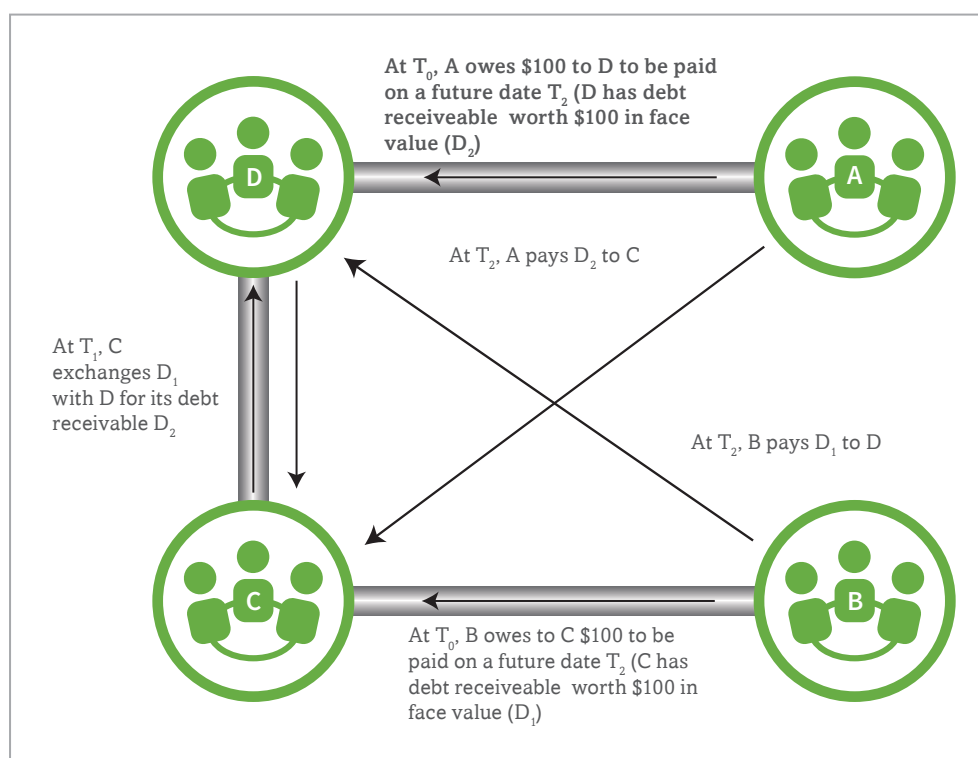 At T₀, A owes $100 to D to be paid
on a future date T₂ (D has debt
receiveable worth $100 in face
value (D₂)
D
A
At T₂, A pays D₂ to C
At T₁, C
exchanges D₁
with D for its debt
receivable D₂
At T₂, B pays D₁ to D
C
B
At T₀, B owes to C $100 to be
paid on a future date T₂ (C has
debt receiveable worth $100 in
face value (D₁)